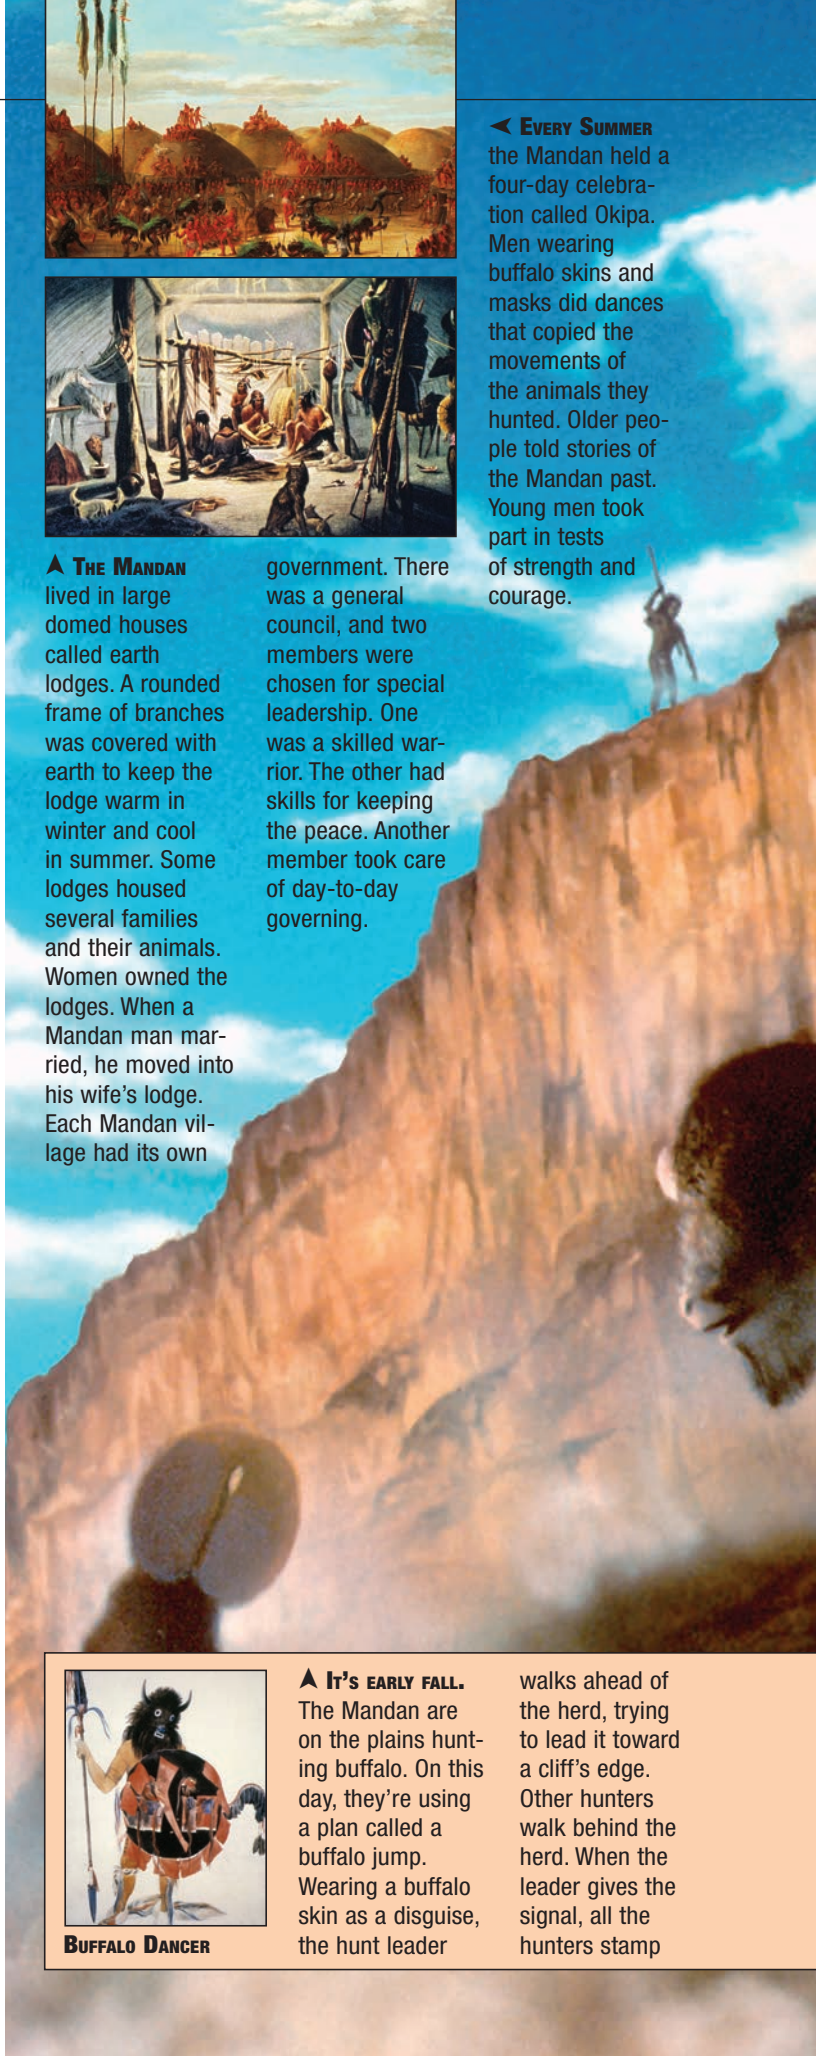 EVERY SUMMER
the Mandan held a
four-day celebra-
tion called Okipa.
Men wearing
buffalo skins and
masks did dances
that copied the
movements of
the animals they
hunted. Older peo-
ple told stories of
the Mandan past.
Young men took
part in tests
of strength and
courage.
THE MANDAN
lived in large
domed houses
called earth
lodges. A rounded
frame of branches
was covered with
earth to keep the
lodge warm in
winter and cool
in summer. Some
lodges housed
several families
and their animals.
Women owned the
lodges. When a
Mandan man mar-
ried, he moved into
his wife's lodge.
Each Mandan vil-
lage had its own
government. There
was a general
council, and two
members were
chosen for special
leadership. One
was a skilled war-
rior. The other had
skills for keeping
the peace. Another
member took care
of day-to-day
governing.
BUFFALO DANCER
IT'S EARLY FALL.
The Mandan are
on the plains hunt-
ing buffalo. On this
day, they're using
a plan called a
buffalo jump.
Wearing a buffalo
skin as a disguise,
the hunt leader
walks ahead of
the herd, trying
to lead it toward
a cliff's edge.
Other hunters
walk behind the
herd. When the
leader gives the
signal, all the
hunters stamp